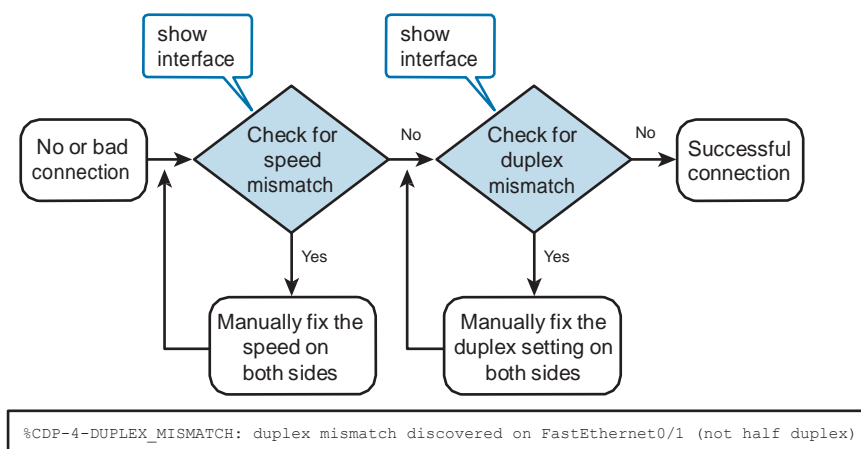 show
interface
show
interface
No or bad
connection
Check for
speed
mismatch
No
Check for
duplex
mismatch
No
Successful
connection
Yes
Yes
Manually fix the
speed on
both sides
Manually fix the
duplex setting on
both sides
%CDP-4-DUPLEX_MISMATCH: duplex mismatch discovered on FastEthernet0/1 (not half duplex)